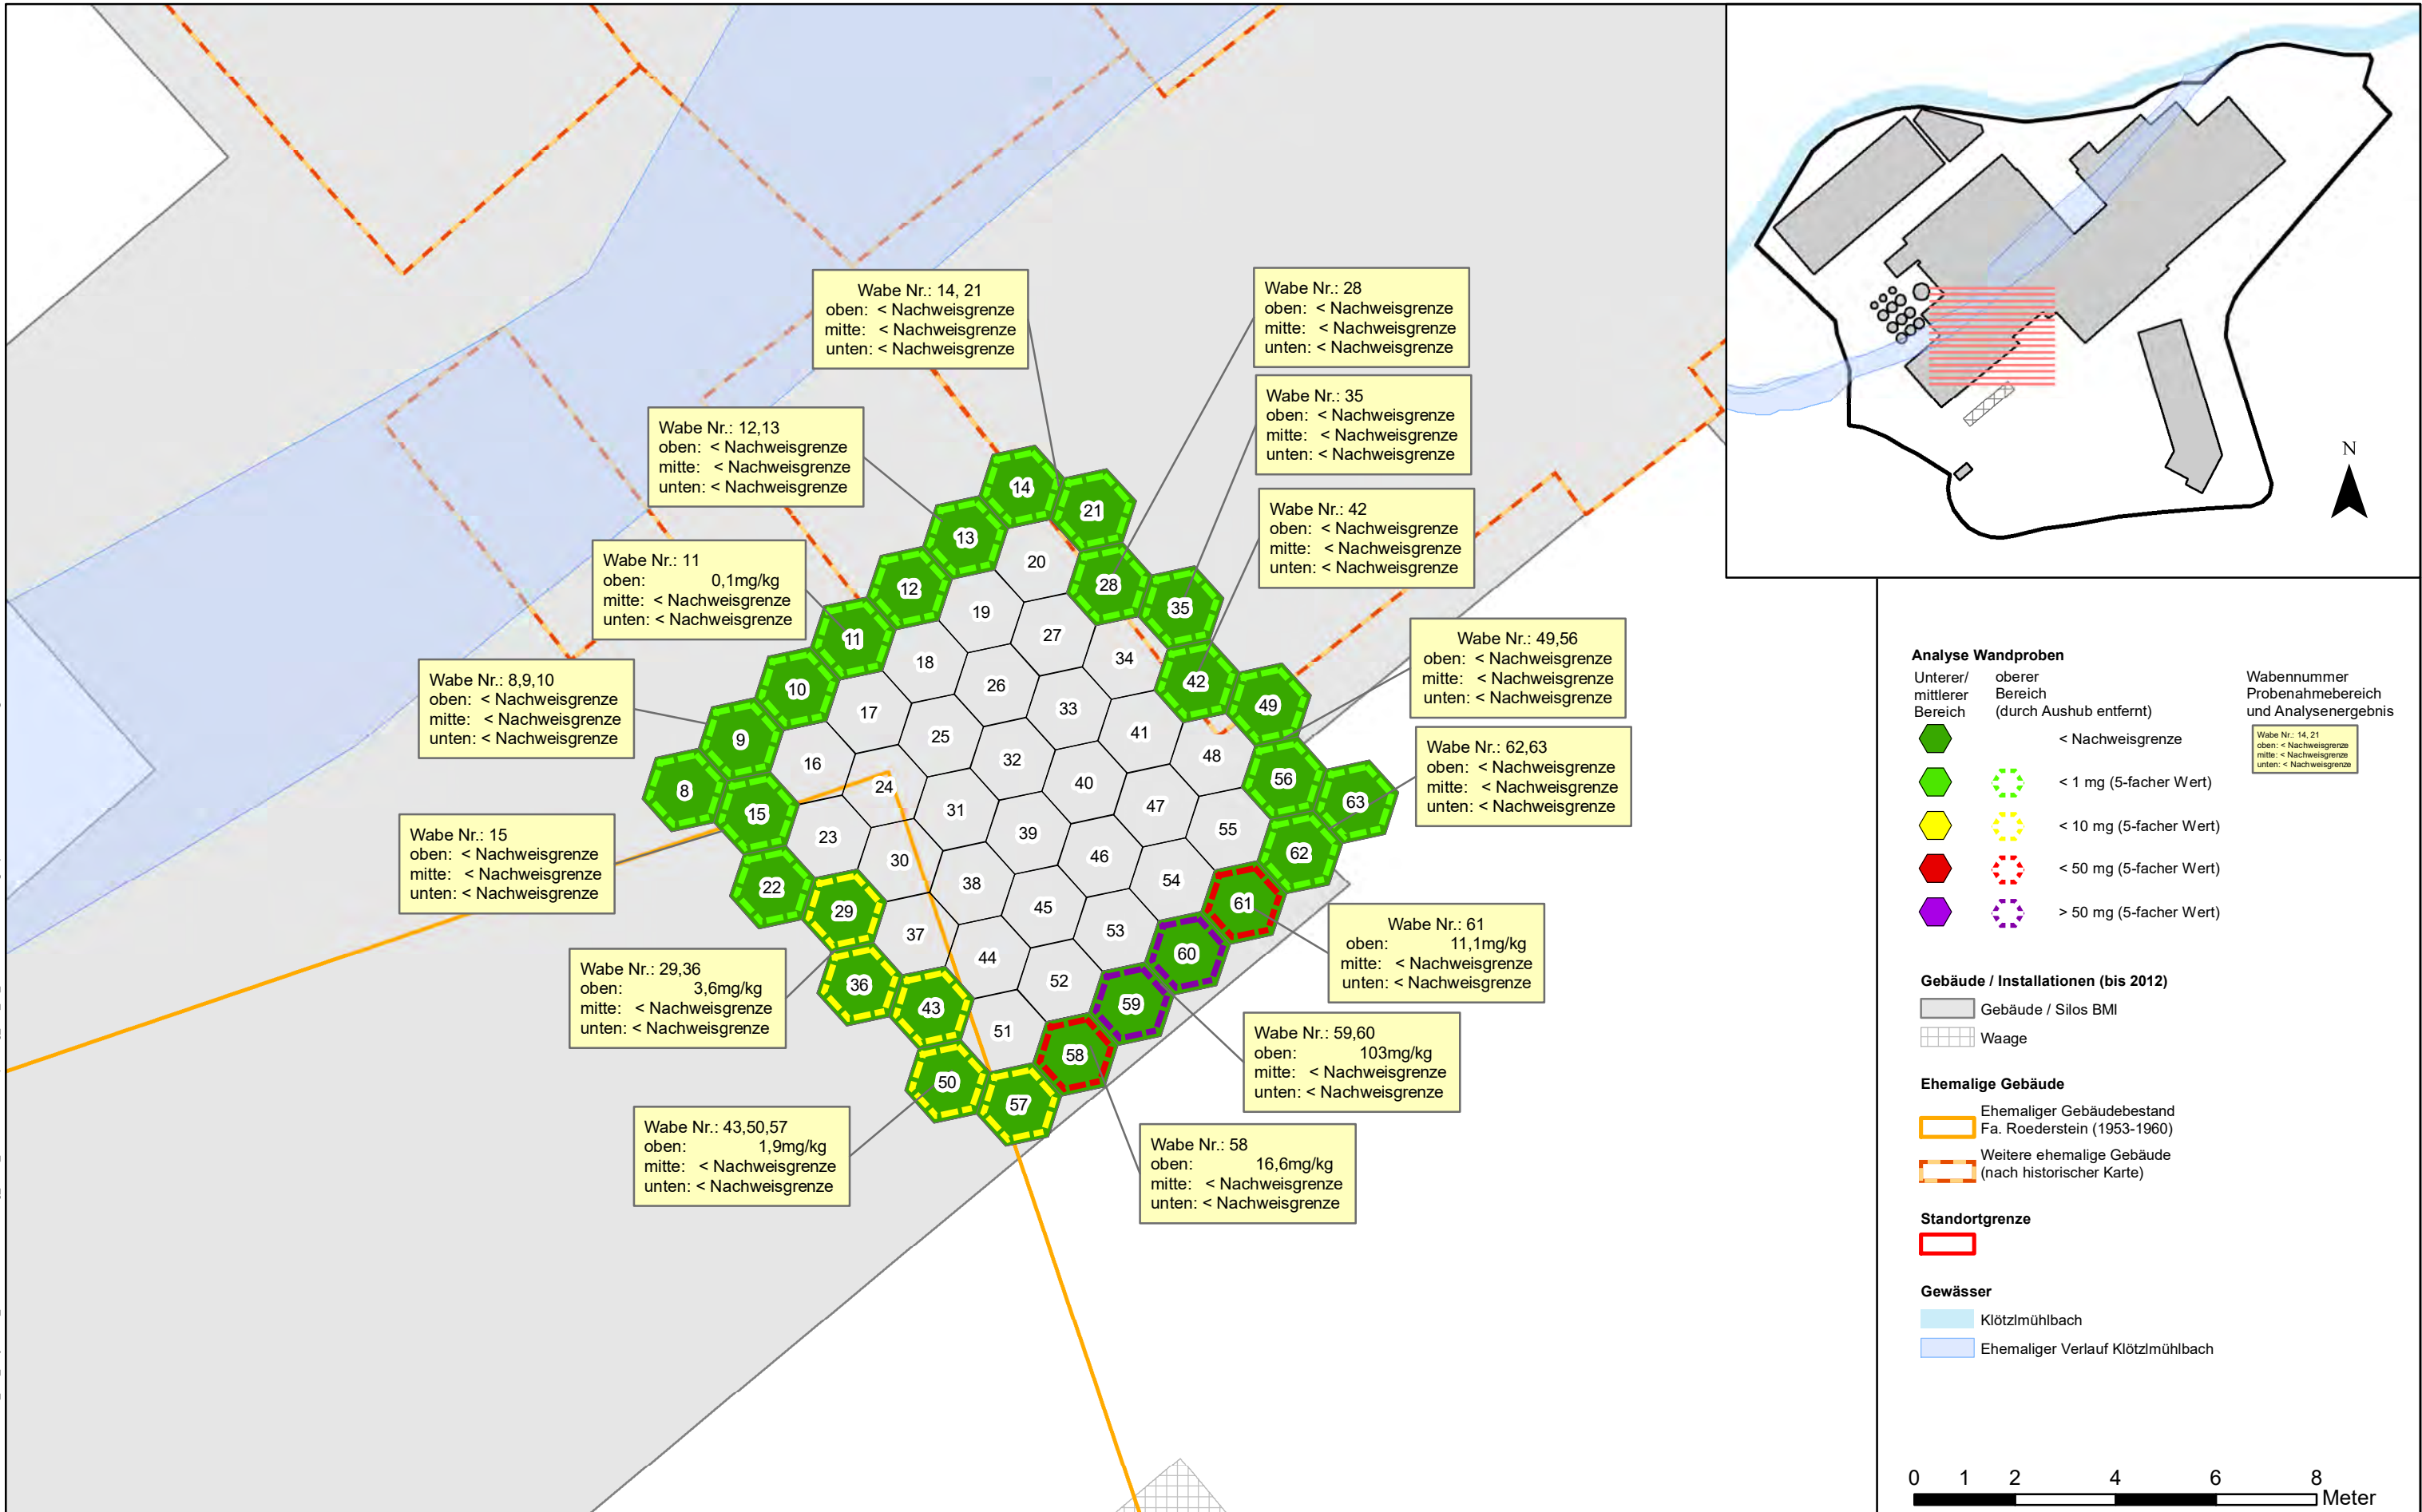 Wabe Nr.: 14, 21
oben: < Nachweisgrenze
mitte: < Nachweisgrenze
unten: < Nachweisgrenze
Wabe Nr.: 28
oben: < Nachweisgrenze
mitte: < Nachweisgrenze
unten: < Nachweisgrenze
Wabe Nr.: 35
oben: < Nachweisgrenze
mitte: < Nachweisgrenze
unten: < Nachweisgrenze
Wabe Nr.: 12,13
oben: < Nachweisgrenze
mitte: < Nachweisgrenze
unten: < Nachweisgrenze
Wabe Nr.: 42
oben: < Nachweisgrenze
mitte: < Nachweisgrenze
unten: < Nachweisgrenze
Wabe Nr.: 11
oben: 0,1mg/kg
mitte: < Nachweisgrenze
unten: < Nachweisgrenze
Wabe Nr.: 49,56
oben: < Nachweisgrenze
mitte: < Nachweisgrenze
unten: < Nachweisgrenze
Wabe Nr.: 8,9,10
oben: < Nachweisgrenze
mitte: < Nachweisgrenze
unten: < Nachweisgrenze
Wabe Nr.: 62,63
oben: < Nachweisgrenze
mitte: < Nachweisgrenze
unten: < Nachweisgrenze
Wabe Nr.: 15
oben: < Nachweisgrenze
mitte: < Nachweisgrenze
unten: < Nachweisgrenze
Wabe Nr.: 61
oben: 11,1mg/kg
mitte: < Nachweisgrenze
unten: < Nachweisgrenze
Wabe Nr.: 29,36
oben: 3,6mg/kg
mitte: < Nachweisgrenze
unten: < Nachweisgrenze
Wabe Nr.: 59,60
oben: 103mg/kg
mitte: < Nachweisgrenze
unten: < Nachweisgrenze
Wabe Nr.: 43,50,57
oben: 1,9mg/kg
mitte: < Nachweisgrenze
unten: < Nachweisgrenze
Wabe Nr.: 58
oben: 16,6mg/kg
mitte: < Nachweisgrenze
unten: < Nachweisgrenze
14
21
13
20
12
28
35
19
27
11
18
34
42
26
10
49
17
33
41
25
9
48
32
16
56
40
24
8
63
47
31
15
55
39
23
62
46
30
54
38
22
61
45
29
53
37
60
44
52
36
59
43
51
58
50
57
N
Analyse Wandproben
Unterer/
mittlerer
Bereich
oberer
Bereich
(durch Aushub entfernt)
Wabennummer
Probenahmebereich
und Analysenergebnis
Wabe Nr.: 14, 21
oben: < Nachweisgrenze
mitte: < Nachweisgrenze
unten: < Nachweisgrenze
< Nachweisgrenze
< 1 mg (5-facher Wert)
< 10 mg (5-facher Wert)
< 50 mg (5-facher Wert)
> 50 mg (5-facher Wert)
Gebäude / Installationen (bis 2012)
Gebäude / Silos BMI
Waage
Ehemalige Gebäude
Ehemaliger Gebäudebestand
Fa. Roederstein (1953-1960)
Weitere ehemalige Gebäude
(nach historischer Karte)
Standortgrenze
Gewässer
Klötzlmühlbach
Ehemaliger Verlauf Klötzlmühlbach
0 1 2 4 6 8
Meter